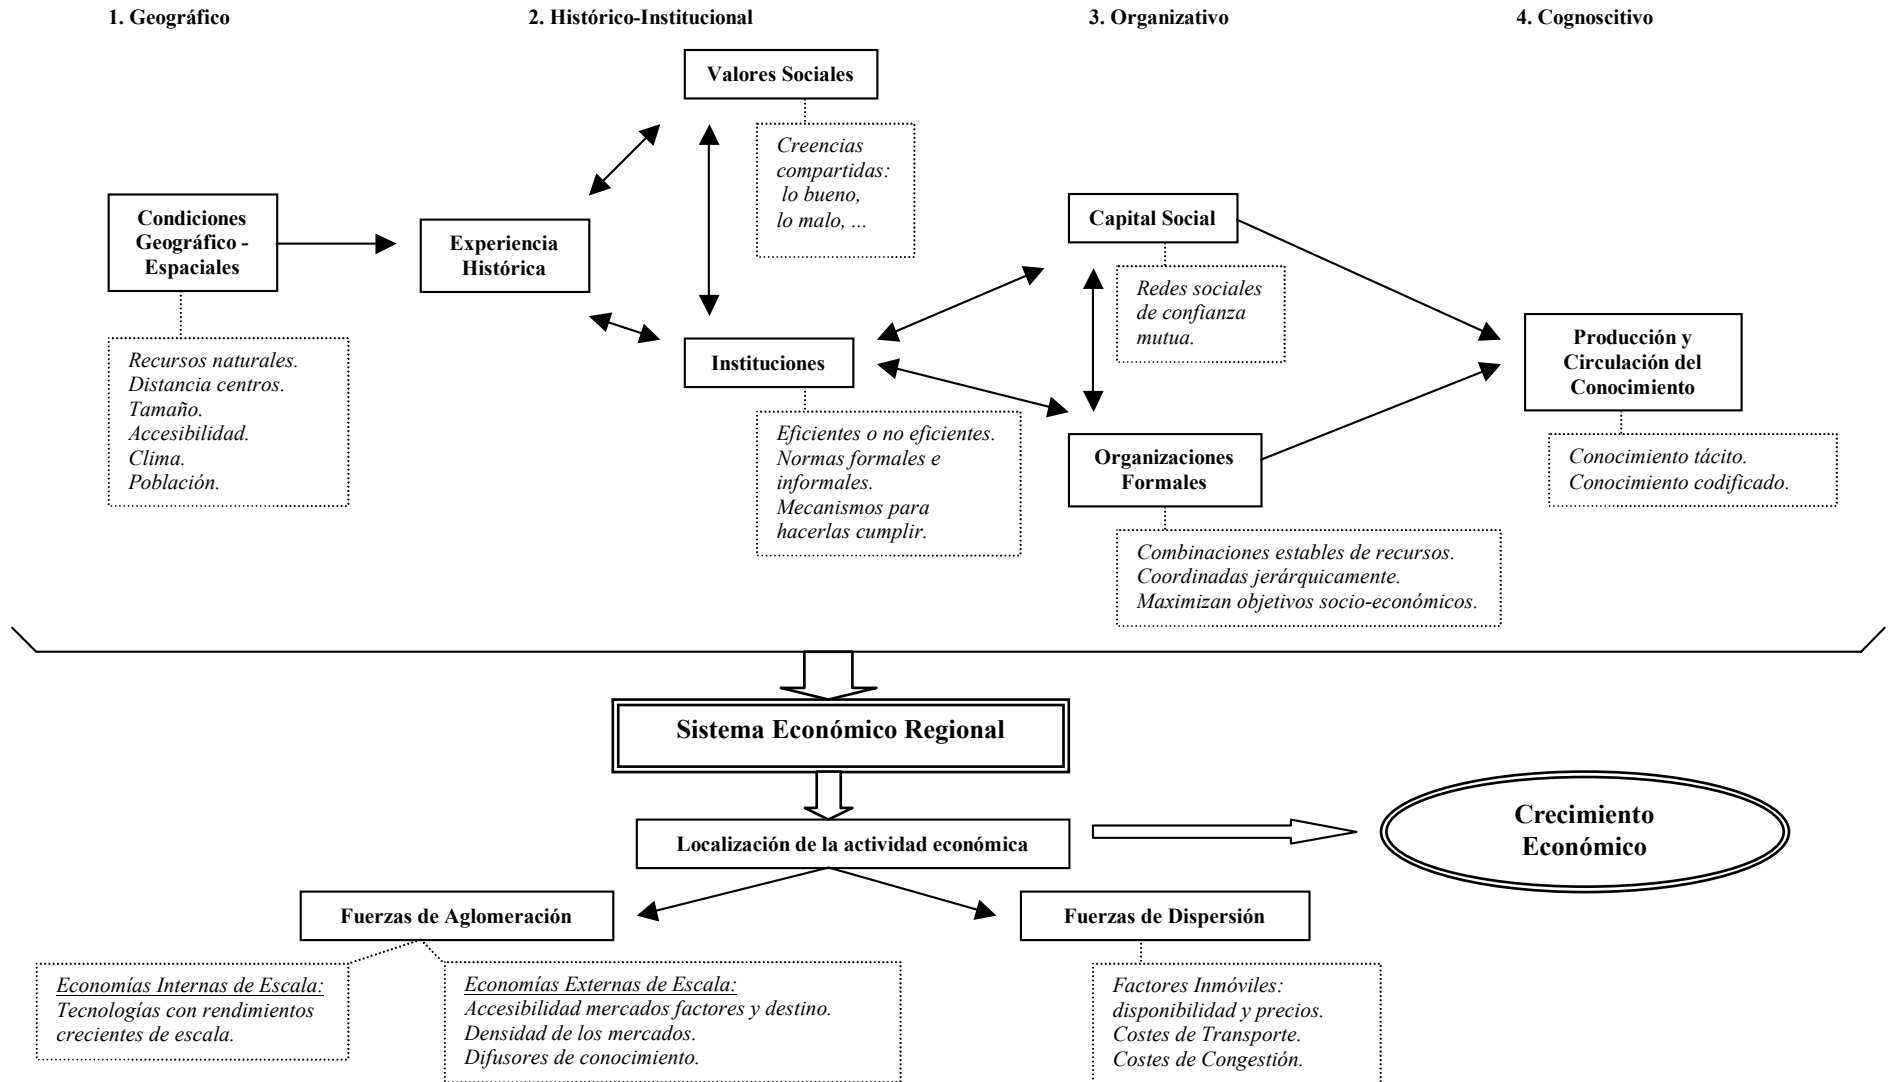 1. Geográfico
2. Histórico-Institucional
3. Organizativo
4. Cognoscitivo
Valores Sociales
Creencias
compartidas:
lo bueno,
lo malo, ...
Condiciones
Geográfico -
Espaciales
Recursos naturales.
Distancia centros.
Tamaño.
Accesibilidad.
Clima.
Población.
Experiencia
Histórica
Instituciones
Eficientes o no eficientes.
Normas formales e
informales.
Mecanismos para
hacerlas cumplir.
Capital Social
Redes sociales
de confianza
mutua.
Organizaciones
Formales
Combinaciones estables de recursos.
Coordinadas jerárquicamente.
Maximizan objetivos socio-económicos.
Producción y
Circulación del
Conocimiento
Conocimiento tácito.
Conocimiento codificado.
Sistema Económico Regional
Localización de la actividad económica
Crecimiento
Económico
Fuerzas de Aglomeración
Fuerzas de Dispersión
Economías Internas de Escala:
Tecnologías con rendimientos
crecientes de escala.
Economías Externas de Escala:
Accesibilidad mercados factores y destino.
Densidad de los mercados.
Difusores de conocimiento.
Factores Inmóviles:
disponibilidad y precios.
Costes de Transporte.
Costes de Congestión.